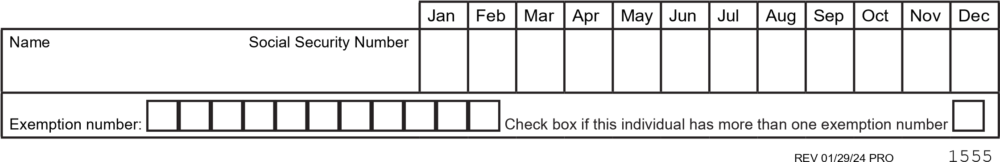 Jan Feb Mar Apr May Jun Jul Aug Sep Oct Nov Dec
Name Social Security Number
Exemption number: Check box if this individual has more than one exemption number
REV 01/29/24 PRO 1555